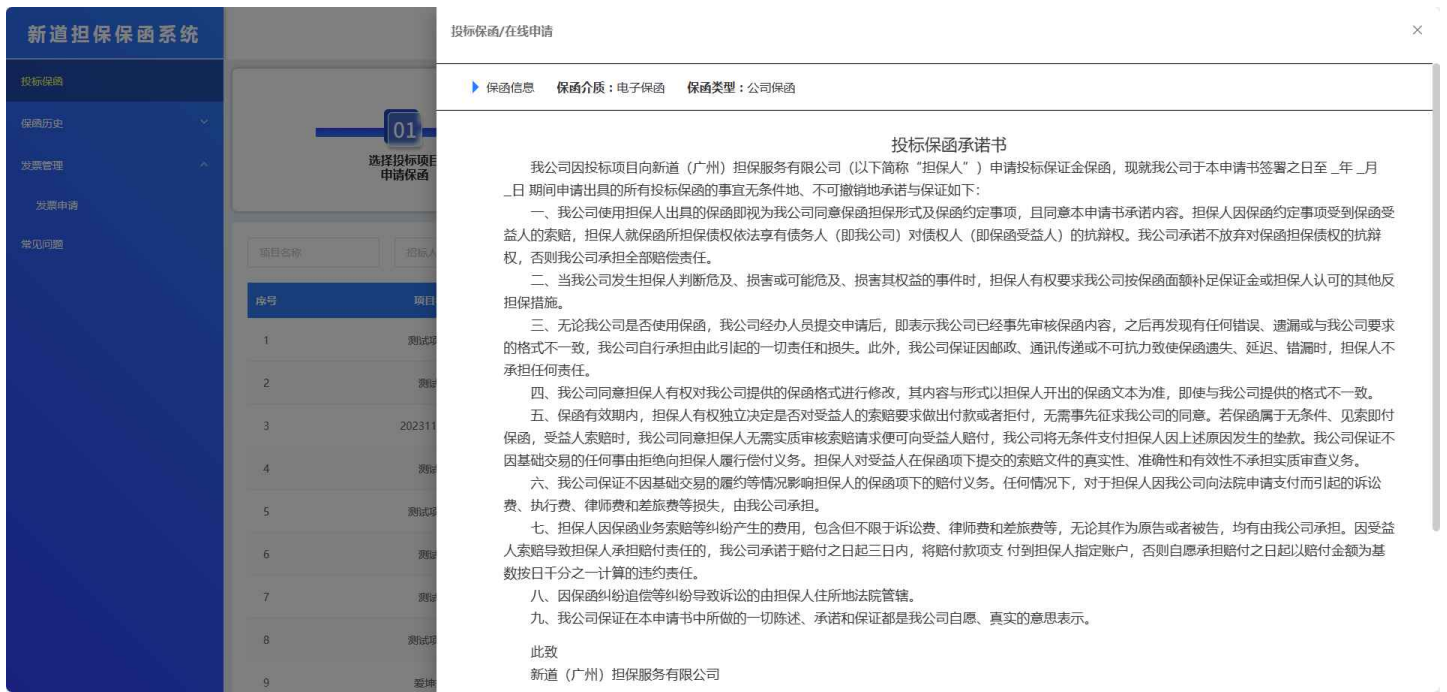 新道担保保函系统
投标保函
保函历史
发票管理
发票申请
常见问题
01
选择投标项目
申请保函
项目名称
招标人
序号
项目
1
测试项
2
测试
3
202311
4
测试
5
测试项
6
测试
7
测试
8
测试项
9
爱坤
投标保函/在线申请
保函信息 保函介质:电子保函 保函类型:公司保函
投标保函承诺书
我公司因投标项目向新道(广州)担保服务有限公司(以下简称“担保人”)申请投标保证金保函,现就我公司于本申请书签署之日至 _年 _月
_日 期间申请出具的所有投标保函的事宜无条件地、不可撤销地承诺与保证如下:
一、我公司使用担保人出具的保函即视为我公司同意保函担保形式及保函约定事项,且同意本申请书承诺内容。担保人因保函约定事项受到保函受
益人的索赔,担保人就保函所担保债权依法享有债务人(即我公司)对债权人(即保函受益人)的抗辩权。我公司承诺不放弃对保函担保债权的抗辩
权,否则我公司承担全部赔偿责任。
二、当我公司发生担保人判断危及、损害或可能危及、损害其权益的事件时,担保人有权要求我公司按保函面额补足保证金或担保人认可的其他反
担保措施。
三、无论我公司是否使用保函,我公司经办人员提交申请后,即表示我公司已经事先审核保函内容,之后再发现有任何错误、遗漏或与我公司要求
的格式不一致,我公司自行承担由此引起的一切责任和损失。此外,我公司保证因邮政、通讯传递或不可抗力致使保函遗失、延迟、错漏时,担保人不
承担任何责任。
四、我公司同意担保人有权对我公司提供的保函格式进行修改,其内容与形式以担保人开出的保函文本为准,即使与我公司提供的格式不一致。
五、保函有效期内,担保人有权独立决定是否对受益人的索赔要求做出付款或者拒付,无需事先征求我公司的同意。若保函属于无条件、见索即付
保函,受益人索赔时,我公司同意担保人无需实质审核索赔请求便可向受益人赔付,我公司将无条件支付担保人因上述原因发生的垫款。我公司保证不
因基础交易的任何事由拒绝向担保人履行偿付义务。担保人对受益人在保函项下提交的索赔文件的真实性、准确性和有效性不承担实质审查义务。
六、我公司保证不因基础交易的履约等情况影响担保人的保函项下的赔付义务。任何情况下,对于担保人因我公司向法院申请支付而引起的诉讼
费、执行费、律师费和差旅费等损失,由我公司承担。
七、担保人因保函业务索赔等纠纷产生的费用,包含但不限于诉讼费、律师费和差旅费等,无论其作为原告或者被告,均有由我公司承担。因受益
人索赔导致担保人承担赔付责任的,我公司承诺于赔付之日起三日内,将赔付款项支 付到担保人指定账户,否则自愿承担赔付之日起以赔付金额为基
数按日千分之一计算的违约责任。
八、因保函纠纷追偿等纠纷导致诉讼的由担保人住所地法院管辖。
九、我公司保证在本申请书中所做的一切陈述、承诺和保证都是我公司自愿、真实的意思表示。
此致
新道(广州)担保服务有限公司